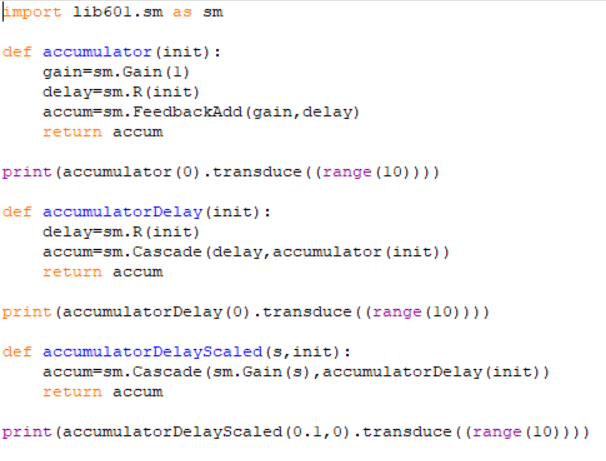 import lib601.sm as sm
def accumulator(init):
    gain=sm.Gain(1)
    delay=sm.R(init)
    accum=sm.FeedbackAdd(gain,delay)
    return accum
print(accumulator(0).transduce((range(10))))
def accumulatorDelay(init):
    delay=sm.R(init)
    accum=sm.Cascade(delay,accumulator(init))
    return accum
print(accumulatorDelay(0).transduce((range(10))))
def accumulatorDelayScaled(s,init):
    accum=sm.Cascade(sm.Gain(s),accumulatorDelay(init))
    return accum
print(accumulatorDelayScaled(0.1,0).transduce((range(10))))